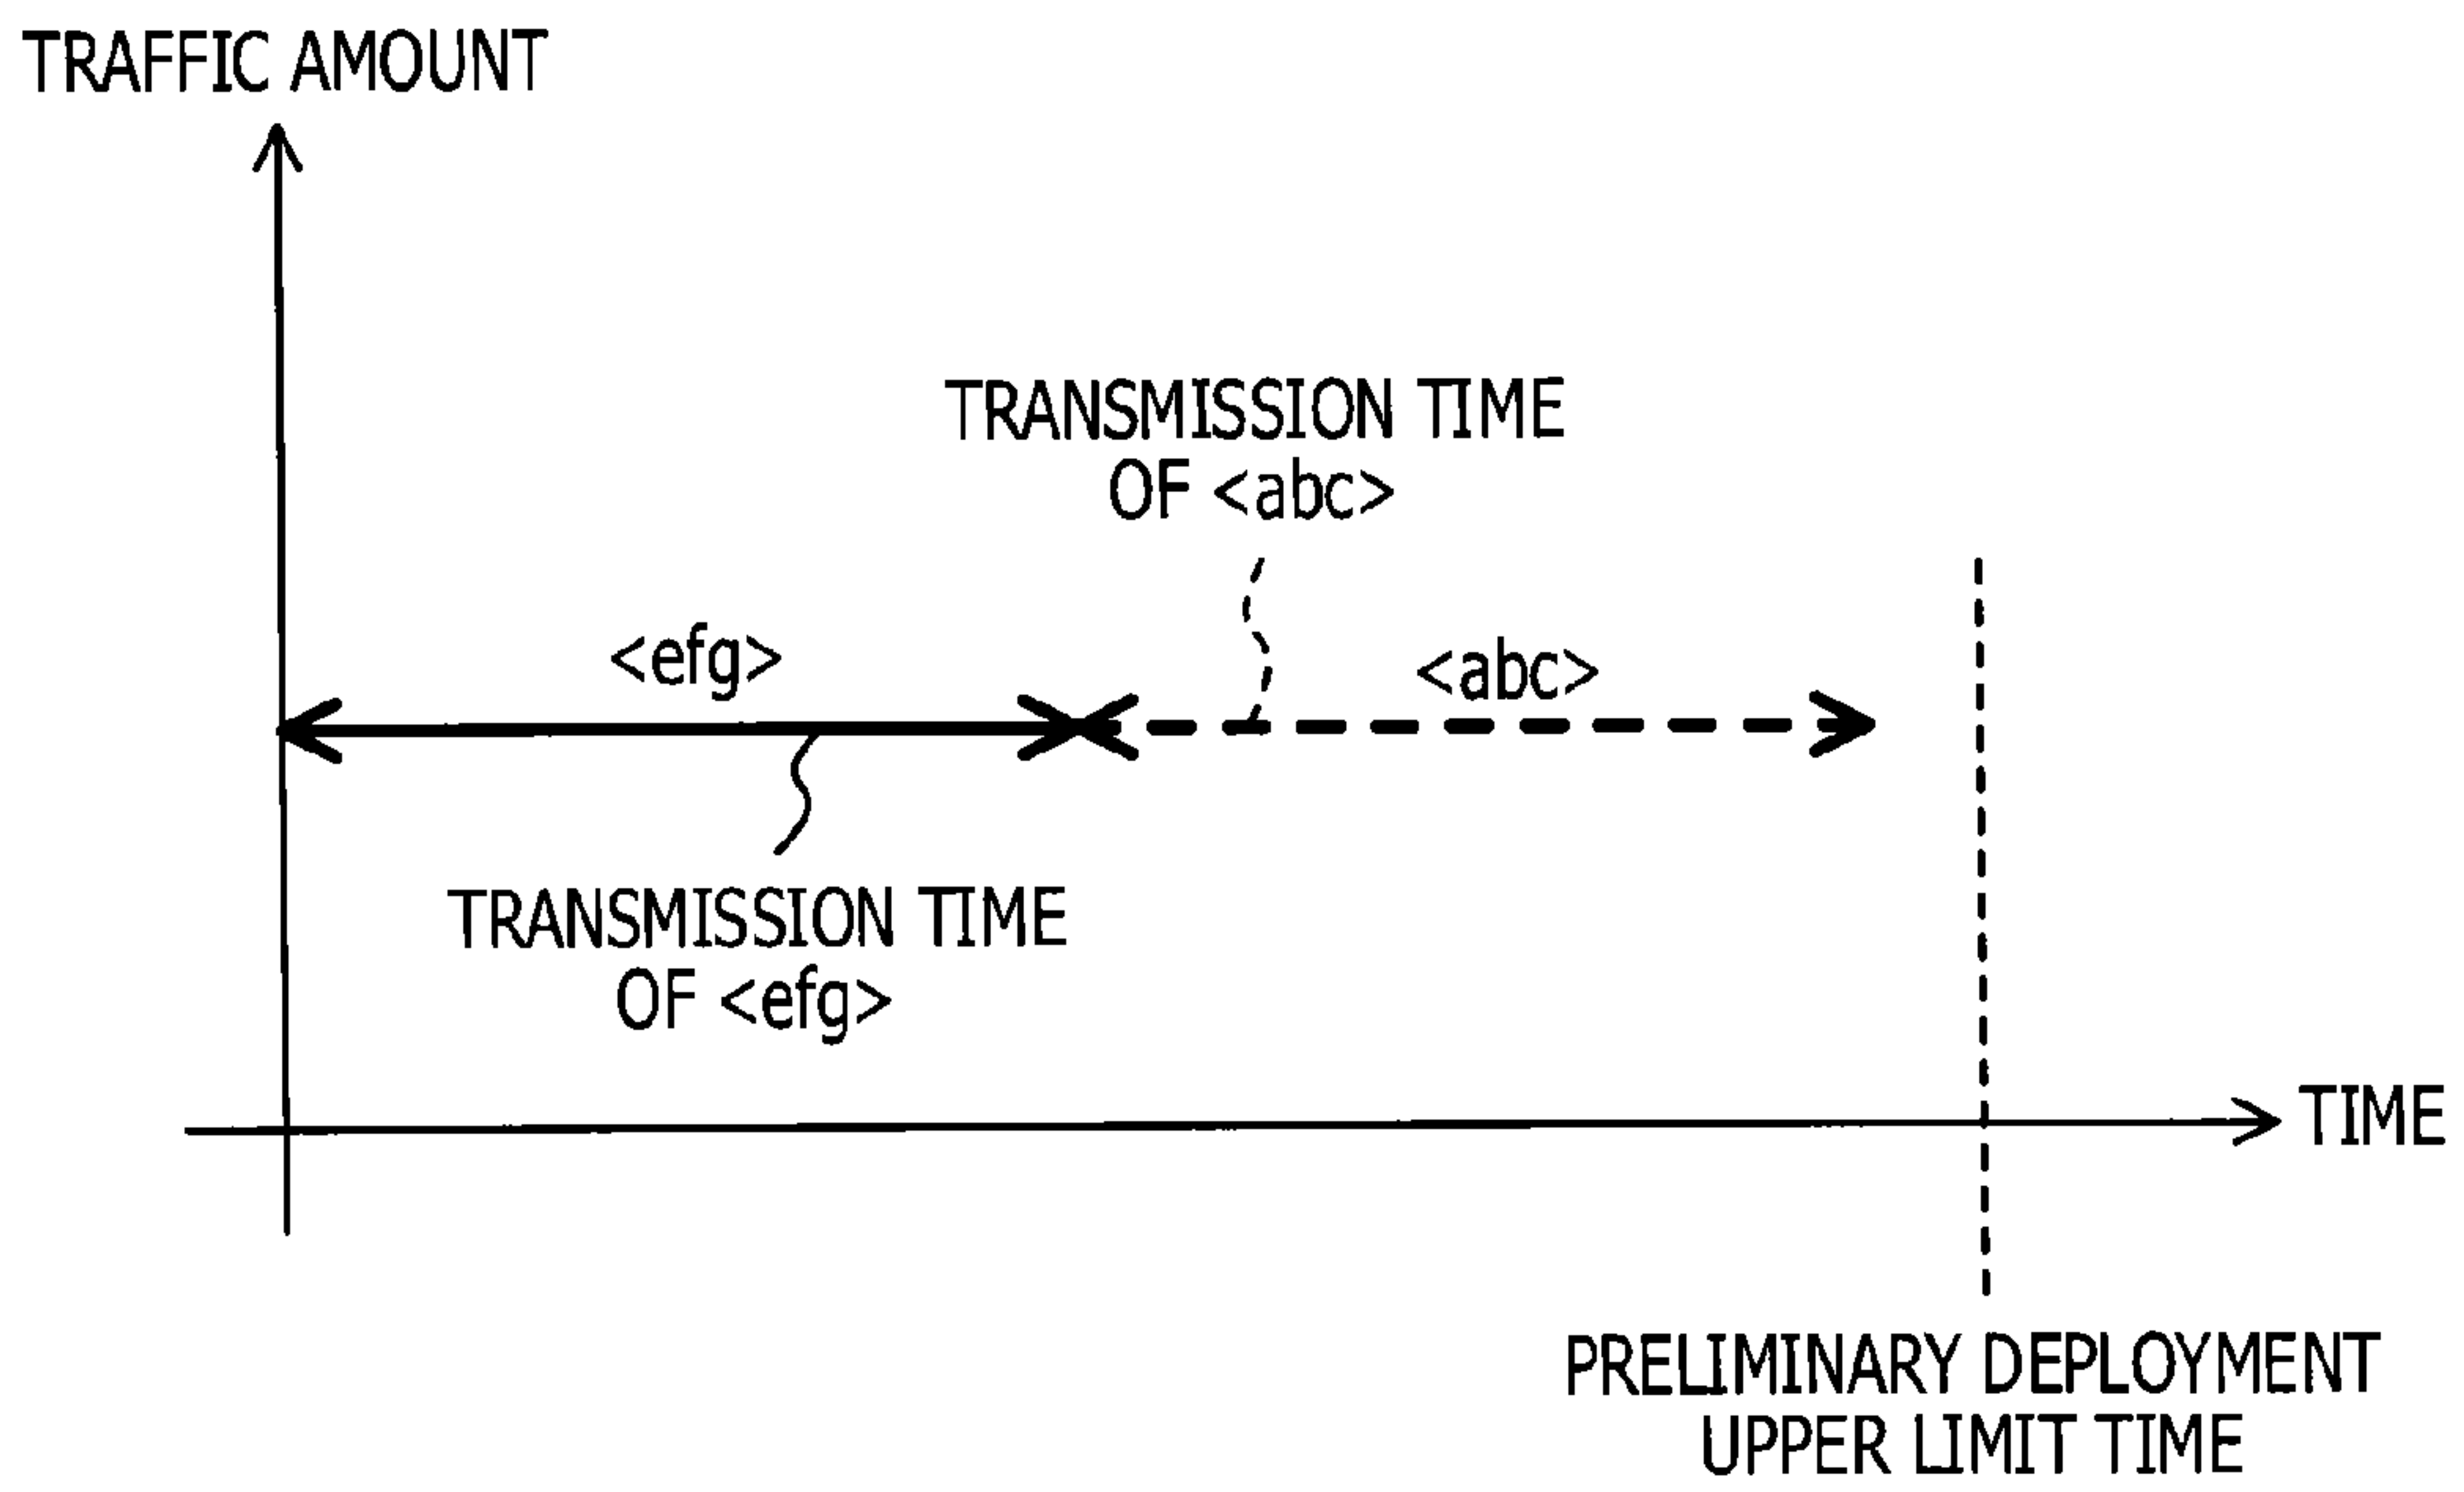 TRAFFIC AMOUNT
TRANSMISSION TIME
OF <abc>
<efg>
<abc>
TRANSMISSION TIME
OF <efg>
TIME
PRELIMINARY DEPLOYMENT
UPPER LIMIT TIME